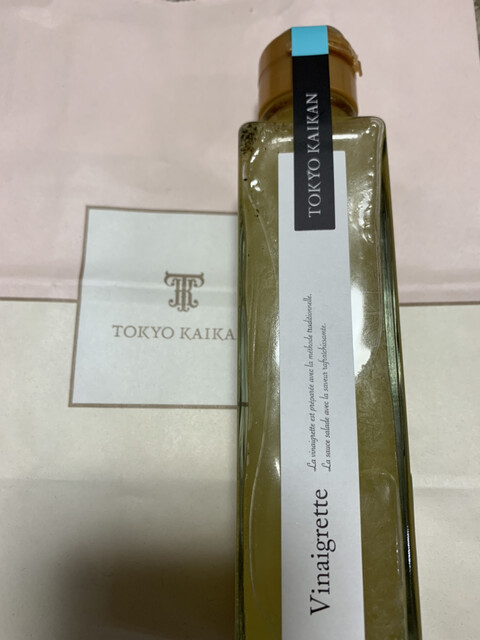 TOKYO KAIKAN
TK
TOKYO KAIKA
La vinaigrette est préparée avec la méthode traditionnelle.
La sauce salade avec la saveur rafraîchissante.
Vinaigrette